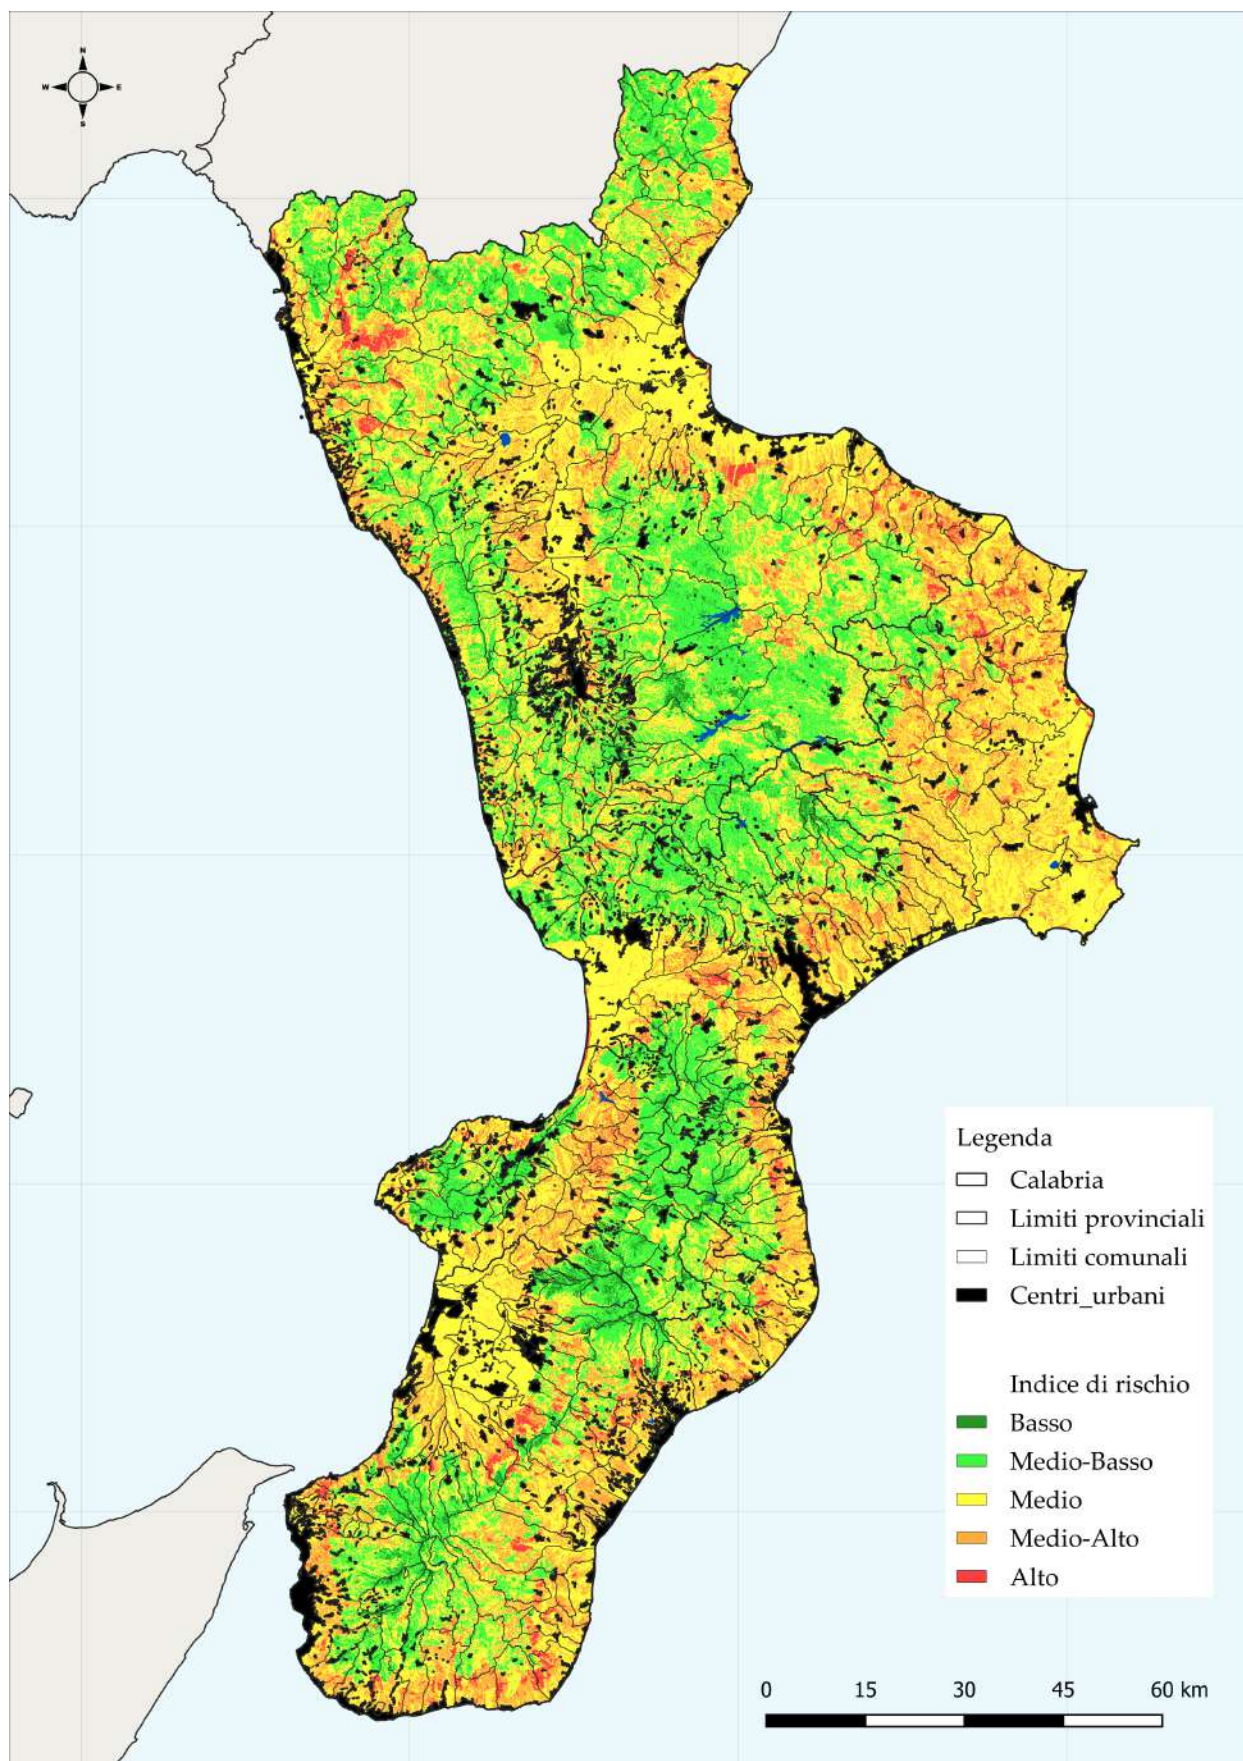 N
W E
S
Legenda
Calabria
Limiti provinciali
Limiti comunali
Centri_urbani
Indice di rischio
Basso
Medio-Basso
Medio
Medio-Alto
Alto
0 15 30 45 60 km